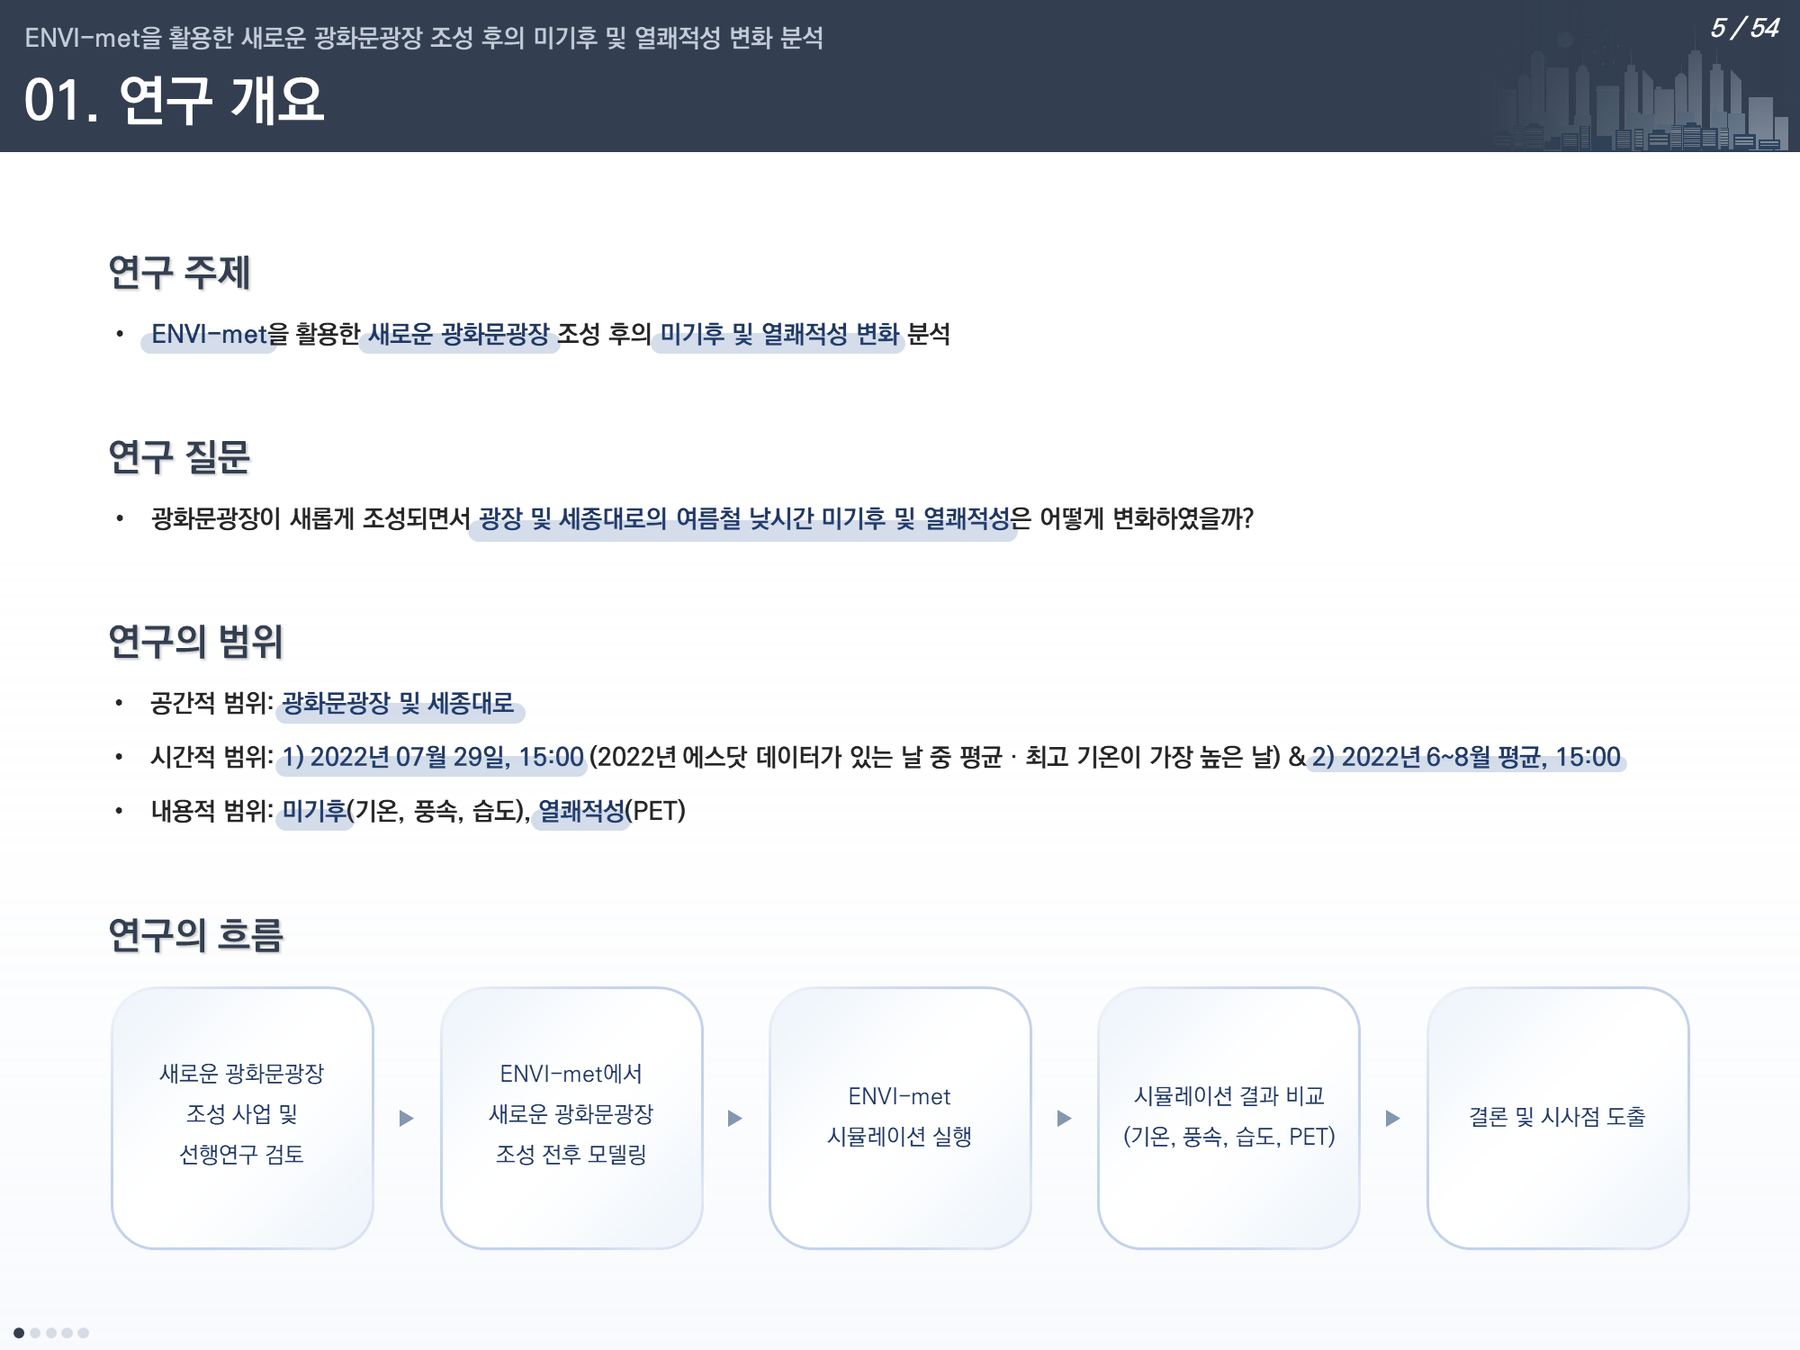 ENVI-met을 활용한 새로운 광화문광장 조성 후의 미기후 및 열쾌적성 변화 분석
5 / 54
01. 연구 개요
연구 주제
• ENVI-met을 활용한 새로운 광화문광장 조성 후의 미기후 및 열쾌적성 변화 분석
연구 질문
• 광화문광장이 새롭게 조성되면서 광장 및 세종대로의 여름철 낮시간 미기후 및 열쾌적성은 어떻게 변화하였을까?
연구의 범위
• 공간적 범위: 광화문광장 및 세종대로
• 시간적 범위: 1) 2022년 07월 29일, 15:00 (2022년 에스닷 데이터가 있는 날 중 평균 · 최고 기온이 가장 높은 날) & 2) 2022년 6~8월 평균, 15:00
• 내용적 범위: 미기후(기온, 풍속, 습도), 열쾌적성(PET)
연구의 흐름
새로운 광화문광장
조성 사업 및
선행연구 검토
ENVI-met에서
새로운 광화문광장
조성 전후 모델링
ENVI-met
시뮬레이션 실행
시뮬레이션 결과 비교
(기온, 풍속, 습도, PET)
결론 및 시사점 도출